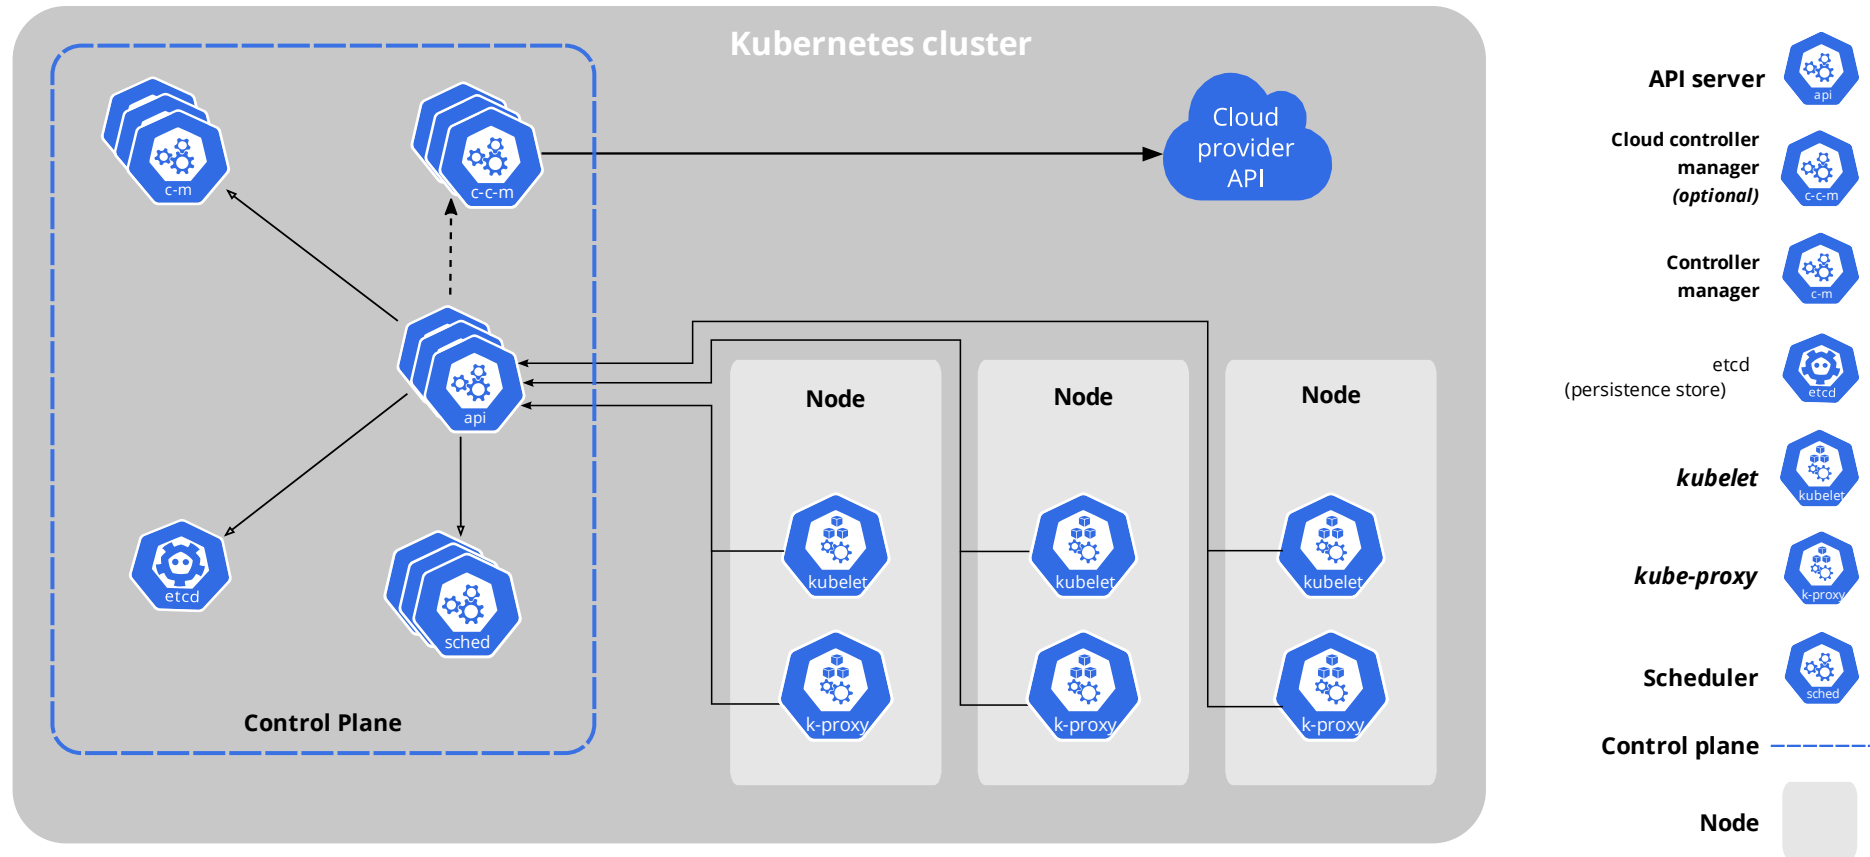 Kubernetes cluster
c-m
c-c-m
Cloud
provider
API
api
etcd
sched
Control Plane
Node
kubelet
k-proxy
Node
kubelet
k-proxy
Node
kubelet
k-proxy
API server
api
Cloud controller
manager
(optional)
c-c-m
Controller
manager
c-m
etcd
(persistence store)
etcd
kubelet
kubelet
kube-proxy
k-proxy
Scheduler
sched
Control plane
Node